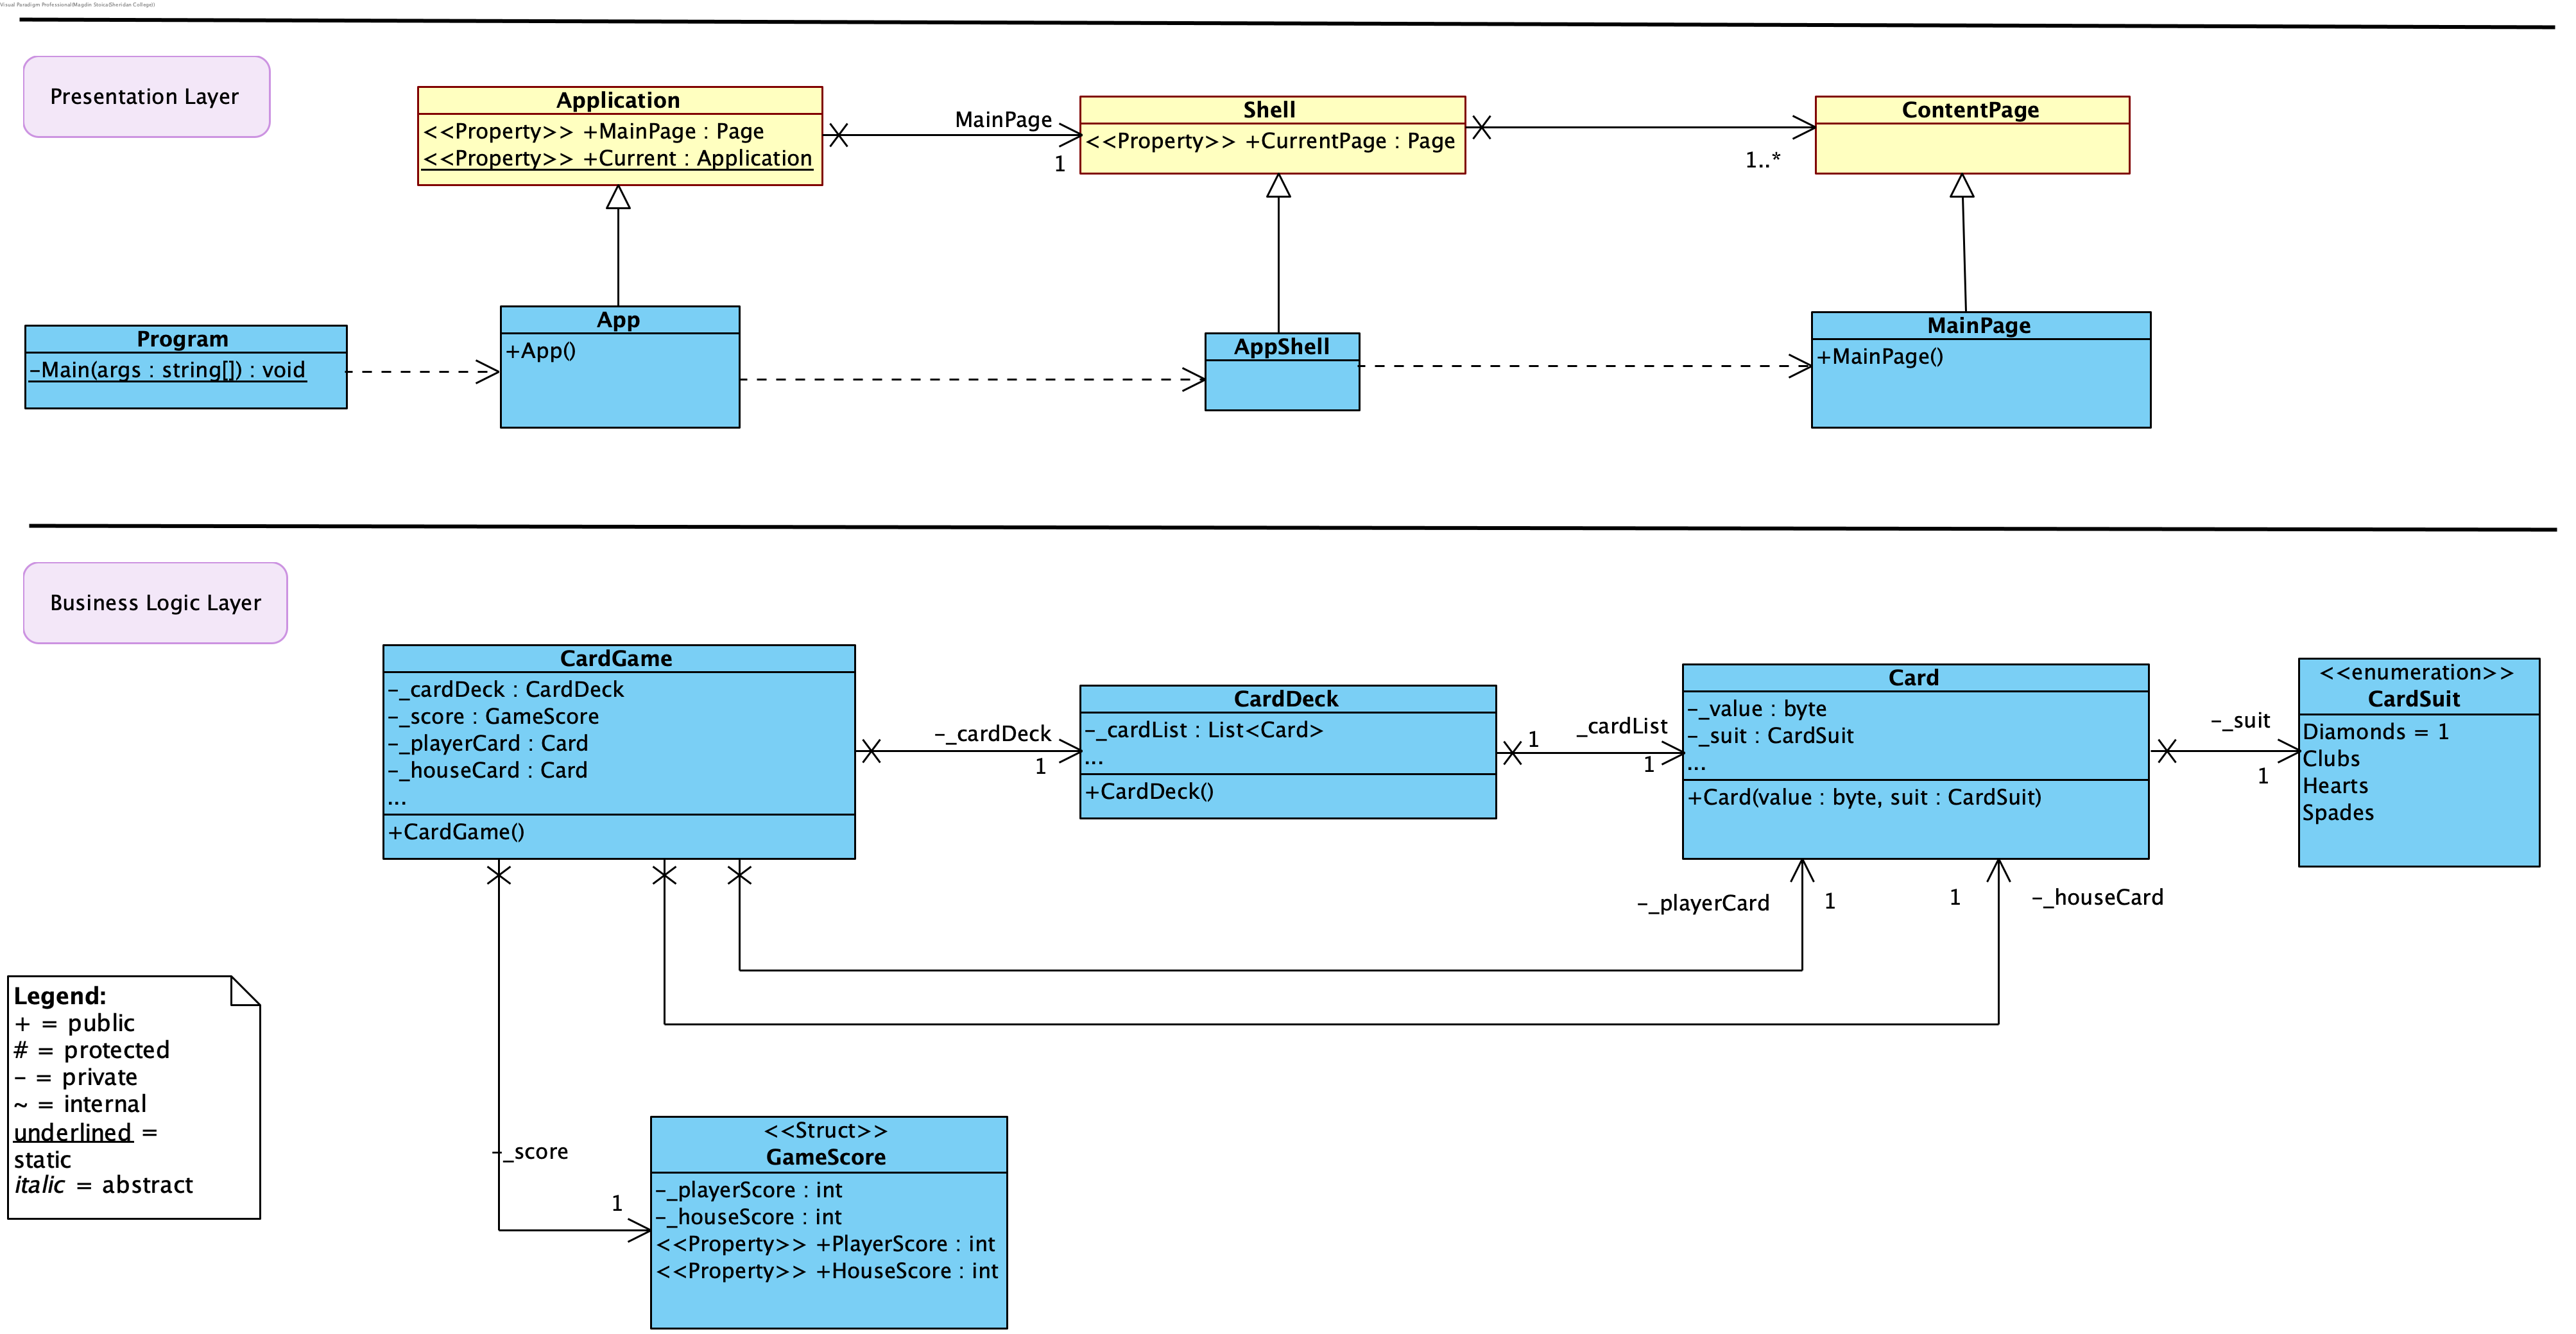 Visual Paradigm Professional(Magdin Stoica(Sheridan College))
Presentation Layer
Application
<<Property>> +MainPage : Page
<<Property>> +Current : Application
MainPage
1
Shell
<<Property>> +CurrentPage : Page
1..*
ContentPage
Program
-Main(args : string[]) : void
App
+App()
AppShell
MainPage
+MainPage()
Business Logic Layer
CardGame
-_cardDeck : CardDeck
-_score : GameScore
-_playerCard : Card
-_houseCard : Card
...
+CardGame()
-_cardDeck
1
CardDeck
-_cardList : List<Card>
...
+CardDeck()
1
_cardList
1
Card
-_value : byte
-_suit : CardSuit
...
+Card(value : byte, suit : CardSuit)
-_suit
1
<<enumeration>>
CardSuit
Diamonds = 1
Clubs
Hearts
Spades
-_playerCard
1
1
-_houseCard
Legend:
+ = public
# = protected
- = private
~ = internal
underlined =
static
italic = abstract
-_score
1
<<Struct>>
GameScore
-_playerScore : int
-_houseScore : int
<<Property>> +PlayerScore : int
<<Property>> +HouseScore : int